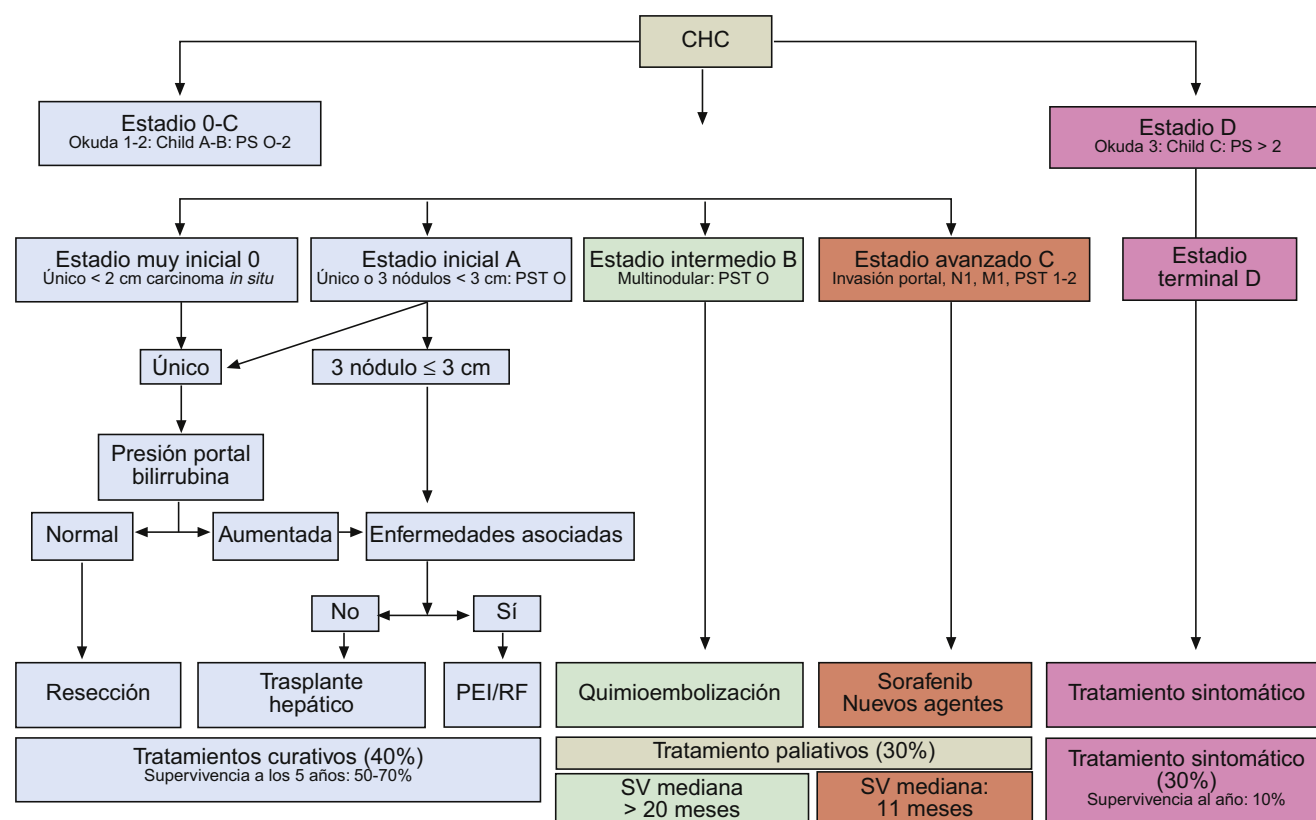 CHC
Estadio 0-C
Okuda 1-2: Child A-B: PS O-2
Estadio D
Okuda 3: Child C: PS > 2
Estadio muy inicial 0
Único < 2 cm carcinoma in situ
Estadio inicial A
Único o 3 nódulos < 3 cm: PST O
Estadio intermedio B
Multinodular: PST O
Estadio avanzado C
Invasión portal, N1, M1, PST 1-2
Estadio
terminal D
Único
3 nódulo ≤ 3 cm
Presión portal
bilirrubina
Normal
Aumentada
Enfermedades asociadas
No
Sí
Resección
Trasplante
hepático
PEI/RF
Quimioembolización
Sorafenib
Nuevos agentes
Tratamiento sintomático
Tratamientos curativos (40%)
Supervivencia a los 5 años: 50-70%
Tratamiento paliativos (30%)
SV mediana
> 20 meses
SV mediana:
11 meses
Tratamiento sintomático
(30%)
Supervivencia al año: 10%